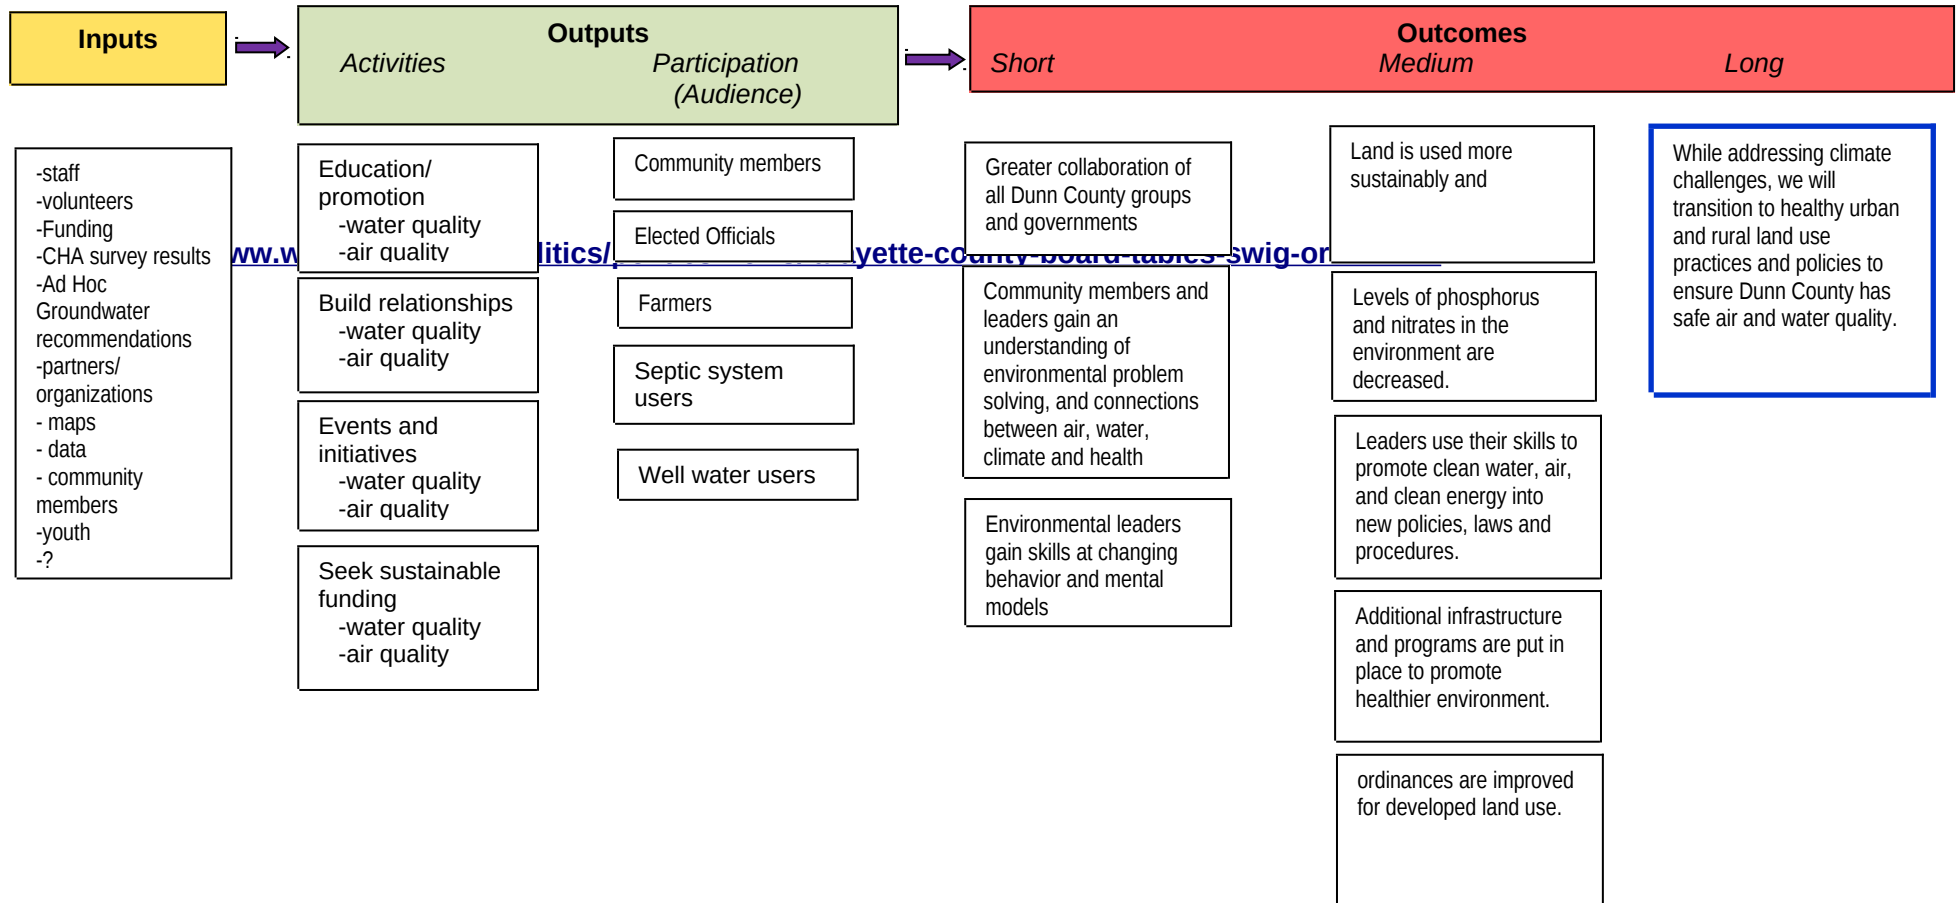 Inputs
Outputs
Activities
Participation
(Audience)
Outcomes
Short
Medium
Long
-staff
-volunteers
-Funding
-CHA survey results
-Ad Hoc
Groundwater
recommendations
-partners/
organizations
- maps
- data
- community
members
-youth
-?
Education/
promotion
-water quality
-air quality
Build relationships
-water quality
-air quality
Events and
initiatives
-water quality
-air quality
Seek sustainable
funding
-water quality
-air quality
Community members
Elected Officials
Farmers
Septic system
users
Well water users
Greater collaboration of
all Dunn County groups
and governments
Community members and
leaders gain an
understanding of
environmental problem
solving, and connections
between air, water,
climate and health
Environmental leaders
gain skills at changing
behavior and mental
models
Land is used more
sustainably and
Levels of phosphorus
and nitrates in the
environment are
decreased.
Leaders use their skills to
promote clean water, air,
and clean energy into
new policies, laws and
procedures.
Additional infrastructure
and programs are put in
place to promote
healthier environment.
ordinances are improved
for developed land use.
While addressing climate
challenges, we will
transition to healthy urban
and rural land use
practices and policies to
ensure Dunn County has
safe air and water quality.
ww.w litics/ yette-county-board-tables-swig-or